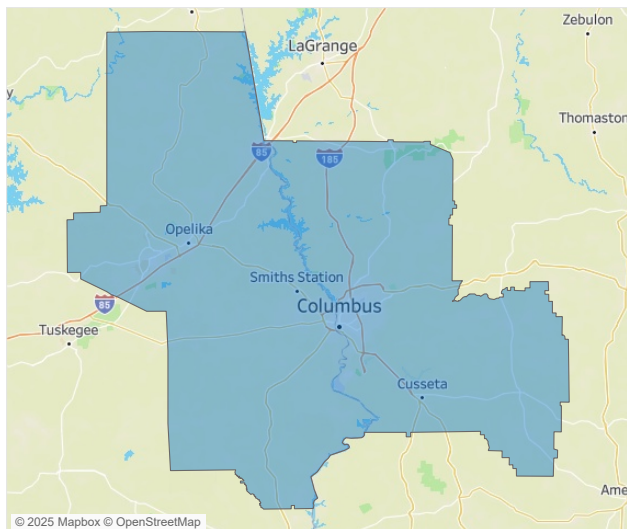 Zebulon
LaGrange
y
Thomaston
85
185
Opelika
Smiths Station
85
Columbus
Tuskegee
Cusseta
Ame
© 2025 Mapbox © OpenStreetMap